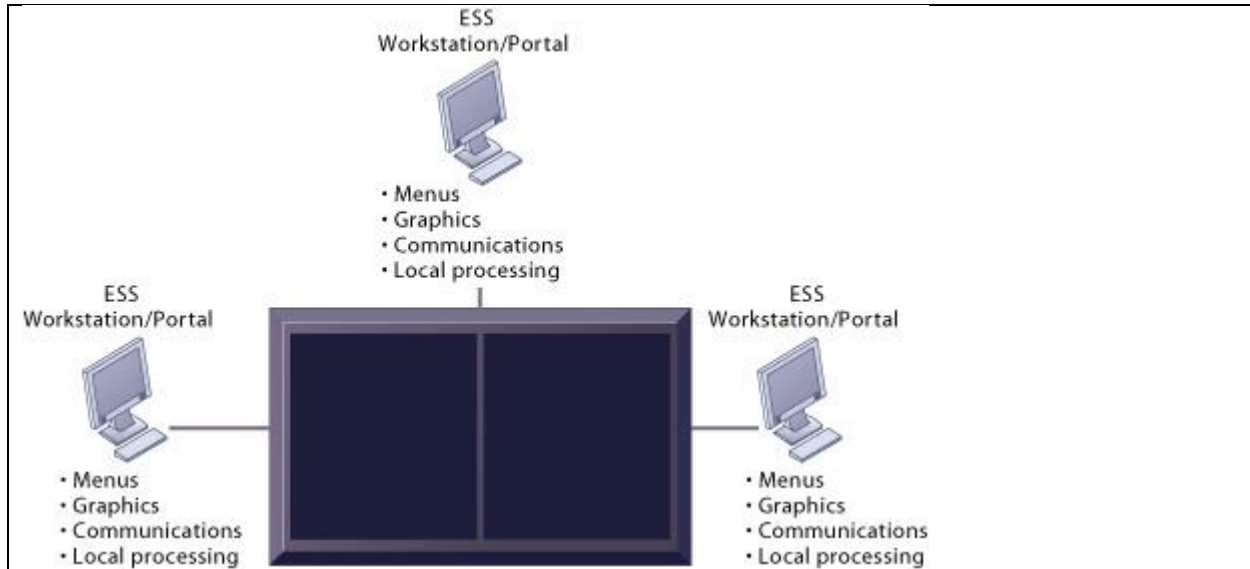 ESS
Workstation/Portal
• Menus
• Graphics
• Communications
• Local processing
ESS
Workstation/Portal
• Menus
• Graphics
• Communications
• Local processing
ESS
Workstation/Portal
• Menus
• Graphics
• Communications
• Local processing